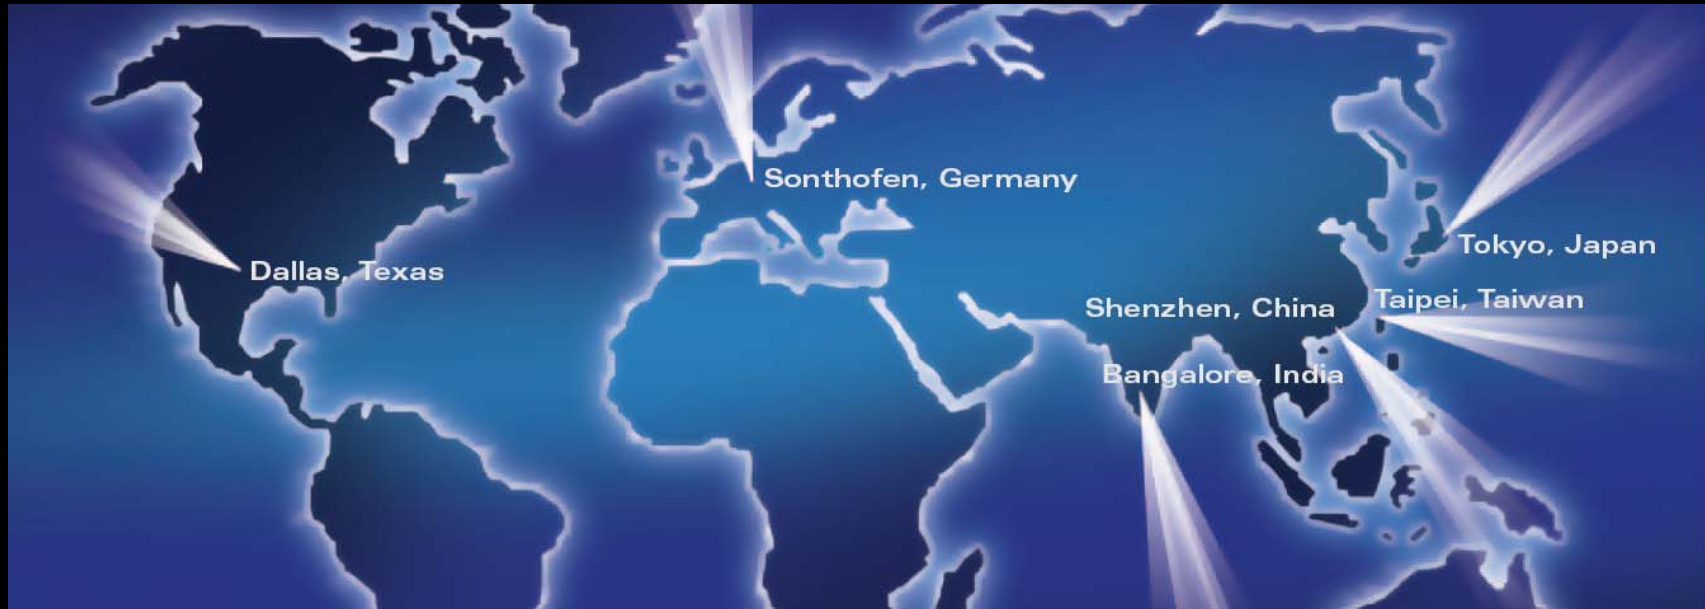 Sonthofen, Germany
Tokyo, Japan
Dallas, Texas
Taipei, Taiwan
Shenzhen, China
Bangalore, India